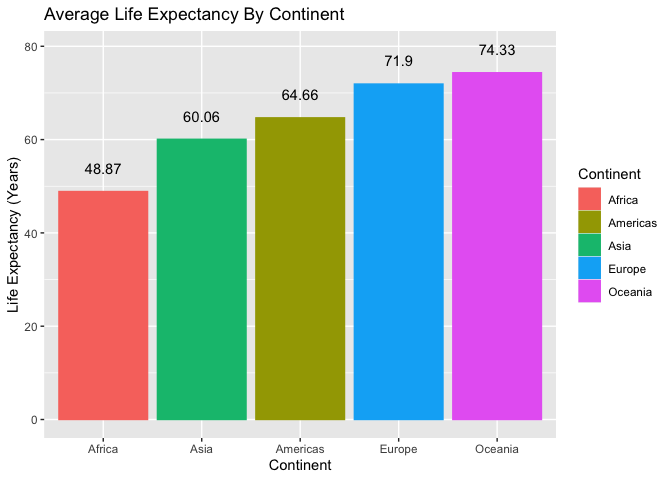 Average Life Expectancy By Continent
80
60
40
20
0
Life Expectancy (Years)
48.87
60.06
64.66
71.9
74.33
Africa
Asia
Americas
Europe
Oceania
Continent
Continent
Africa
Americas
Asia
Europe
Oceania